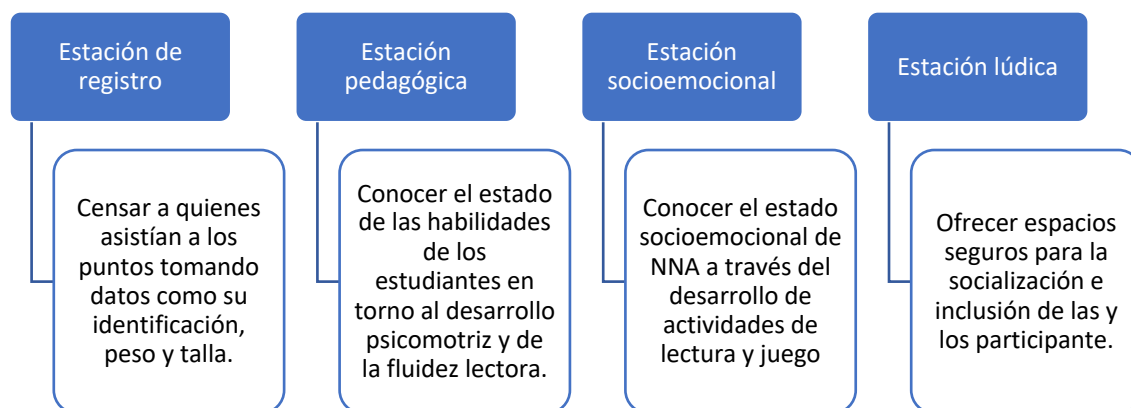 Estación de
registro
Censar a quienes
asistían a los
puntos tomando
datos como su
identificación,
peso y talla.
Estación
pedagógica
Conocer el estado
de las habilidades
de los
estudiantes en
torno al desarrollo
psicomotriz y de
la fluidez lectora.
Estación
socioemocional
Conocer el estado
socioemocional de
NNA a través del
desarrollo de
actividades de
lectura y juego
Estación lúdica
Ofrecer espacios
seguros para la
socialización e
inclusión de las y
los participante.